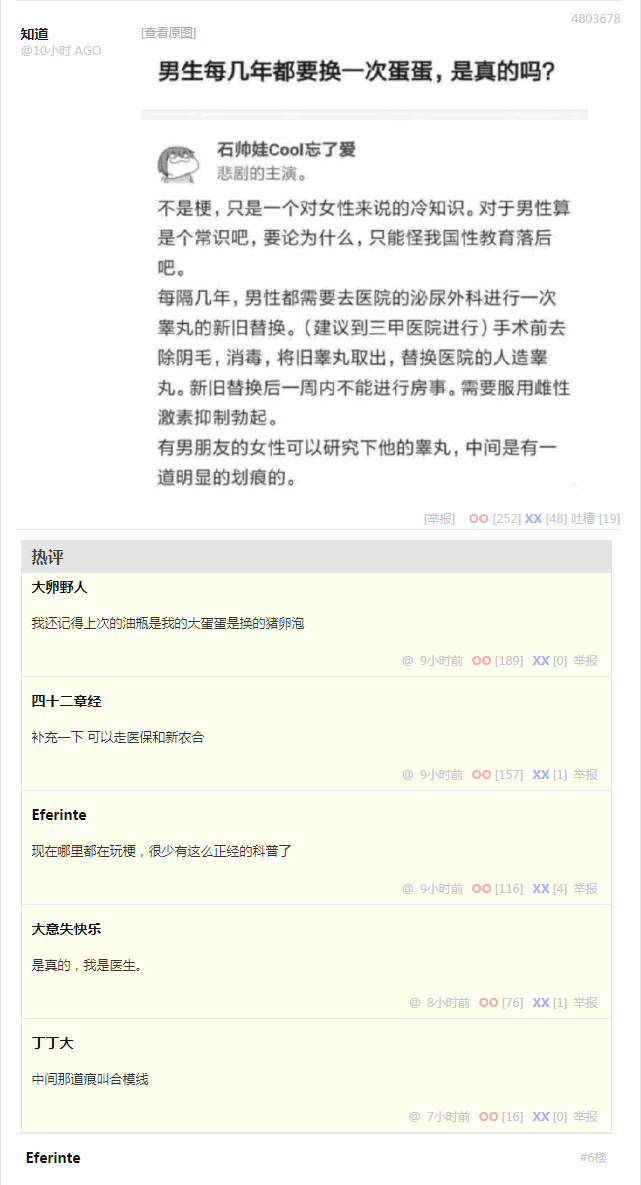 4803678
知道
@10小时 AGO
[查看原图]
男生每几年都要换一次蛋蛋，是真的吗?
石帅娃Cool忘了爱
悲剧的主演。
不是梗，只是一个对女性来说的冷知识。对于男性算
是个常识吧，要论为什么，只能怪我国性教育落后
吧。
每隔几年，男性都需要去医院的泌尿外科进行一次
睾丸的新旧替换。（建议到三甲医院进行）手术前去
除阴毛，消毒，将旧睾丸取出，替换医院的人造睾
丸。新旧替换后一周内不能进行房事。需要服用雌性
激素抑制勃起。
有男朋友的女性可以研究下他的睾丸，中间是有一
道明显的划痕的。
[举报] OO [252] XX [48] 吐槽 [19]
热评
大卵野人
我还记得上次的油瓶是我的大蛋蛋是换的猪卵泡
@ 9小时前 OO [189] XX [0] 举报
四十二章经
补充一下 可以走医保和新农合
@ 9小时前 OO [157] XX [1] 举报
Eferinte
现在哪里都在玩梗，很少有这么正经的科普了
@ 9小时前 OO [116] XX [4] 举报
大意失快乐
是真的，我是医生。
@ 8小时前 OO [76] XX [1] 举报
丁丁大
中间那道痕叫合模线
@ 7小时前 OO [16] XX [0] 举报
Eferinte
#6楼